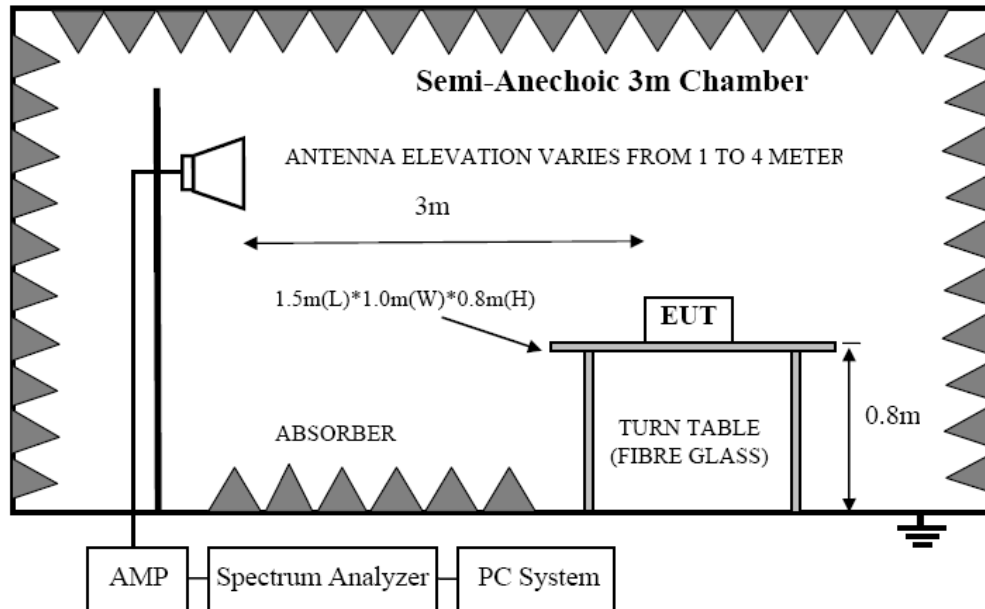 Semi-Anechoic 3m Chamber
ANTENNA ELEVATION VARIES FROM 1 TO 4 METER
3m
1.5m(L)*1.0m(W)*0.8m(H)
EUT
0.8m
ABSORBER
TURN TABLE
(FIBRE GLASS)
AMP
Spectrum Analyzer
PC System